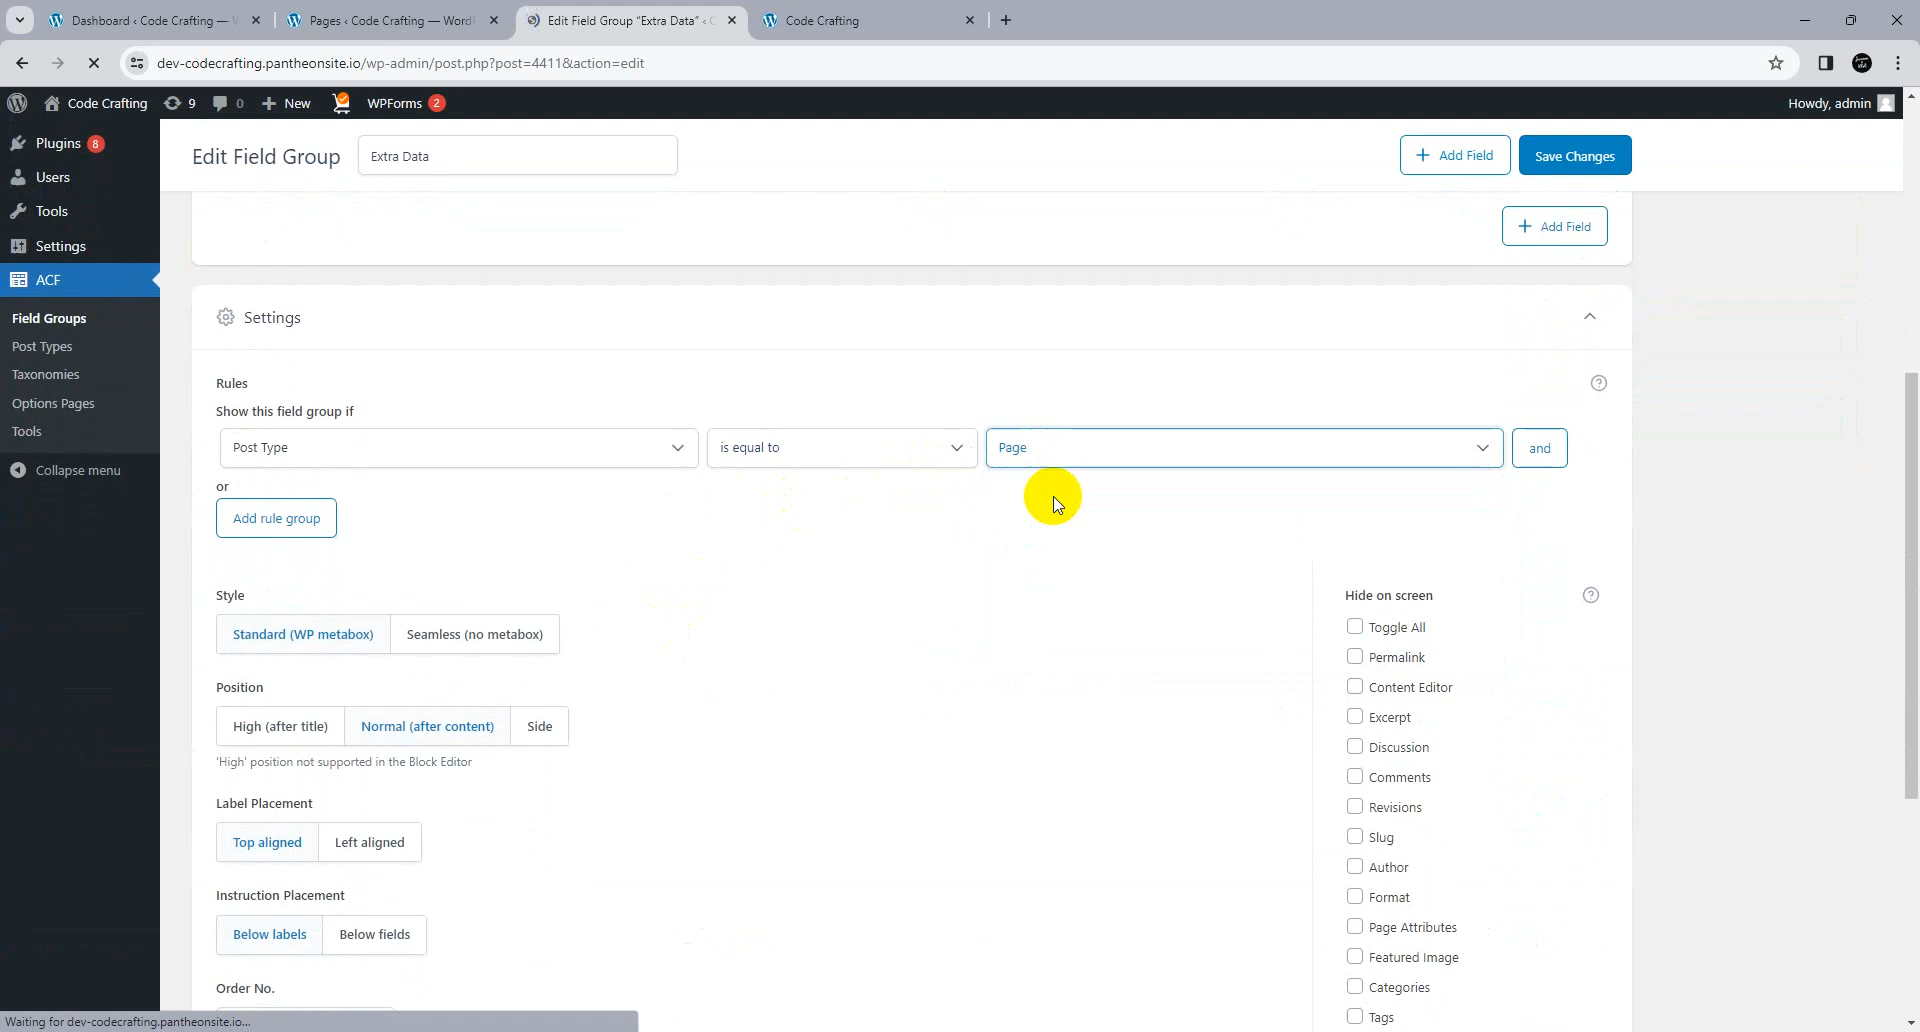 Dashboard ‹ Code Crafting — W
Pages ‹ Code Crafting — WordP
Edit Field Group “Extra Data” ‹ C
Code Crafting
dev-codecrafting.pantheonsite.io/wp-admin/post.php?post=4411&action=edit
Code Crafting
9
0
New
WPForms 2
Howdy, admin
Plugins 8
Users
Tools
Settings
ACF
Field Groups
Post Types
Taxonomies
Options Pages
Tools
Collapse menu
Edit Field Group
Extra Data
Add Field
Save Changes
Add Field
Settings
Rules
Show this field group if
Post Type
is equal to
Page
and
or
Add rule group
Style
Standard (WP metabox)
Seamless (no metabox)
Position
High (after title)
Normal (after content)
Side
'High' position not supported in the Block Editor
Label Placement
Top aligned
Left aligned
Instruction Placement
Below labels
Below fields
Order No.
Hide on screen
Toggle All
Permalink
Content Editor
Excerpt
Discussion
Comments
Revisions
Slug
Author
Format
Page Attributes
Featured Image
Categories
Tags
Waiting for dev-codecrafting.pantheonsite.io...